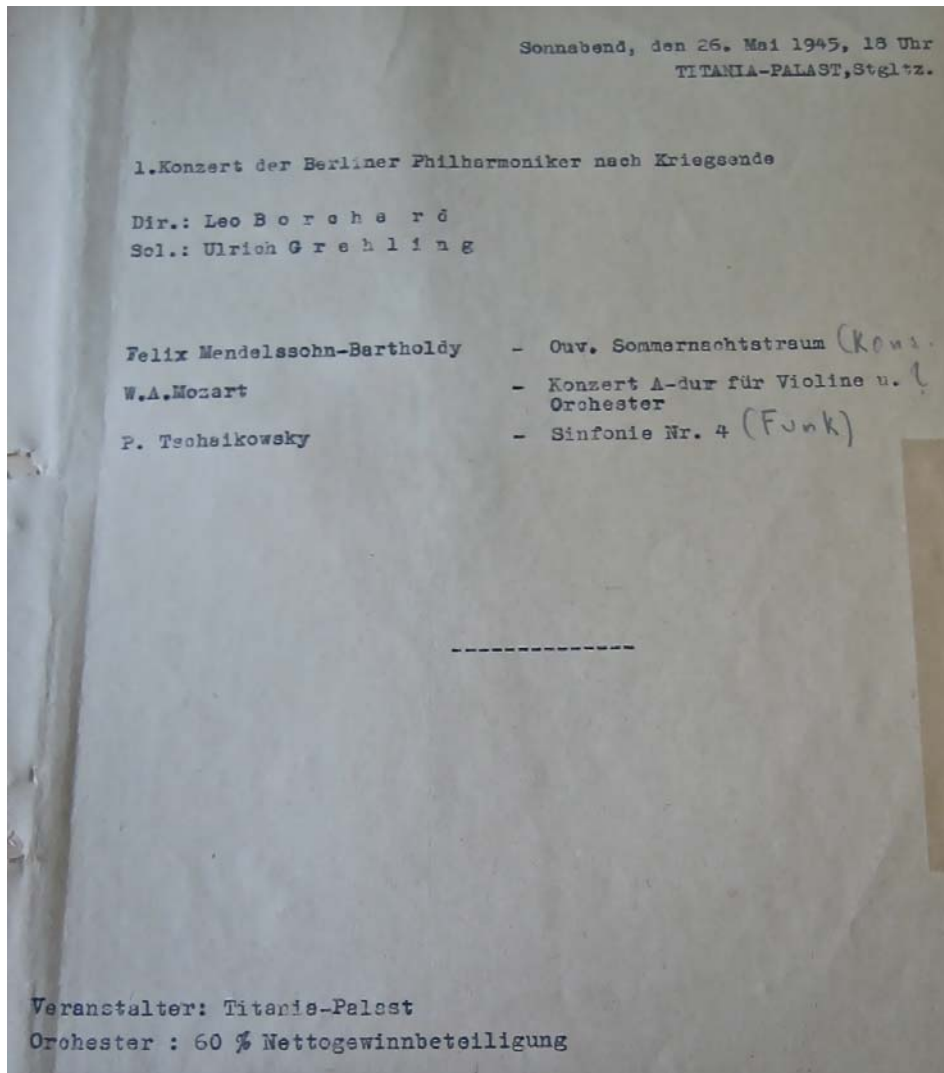 Sonnabend, den 26. Mai 1945, 18 Uhr
TITANIA-PALAST,Stgltz.
1.Konzert der Berliner Philharmoniker nach Kriegsende
Dir.: Leo B o r c h a r d
Sol.: Ulrich G r e h l i n g
Felix Mendelssohn-Bartholdy - Ouv. Sommernachtstraum (Kons.
W.A.Mozart - Konzert A-dur für Violine u.
Orchester
P. Tschaikowsky - Sinfonie Nr. 4 (Funk)
--------------
Veranstalter: Titania-Palast
Orchester : 60 % Nettogewinnbeteiligung